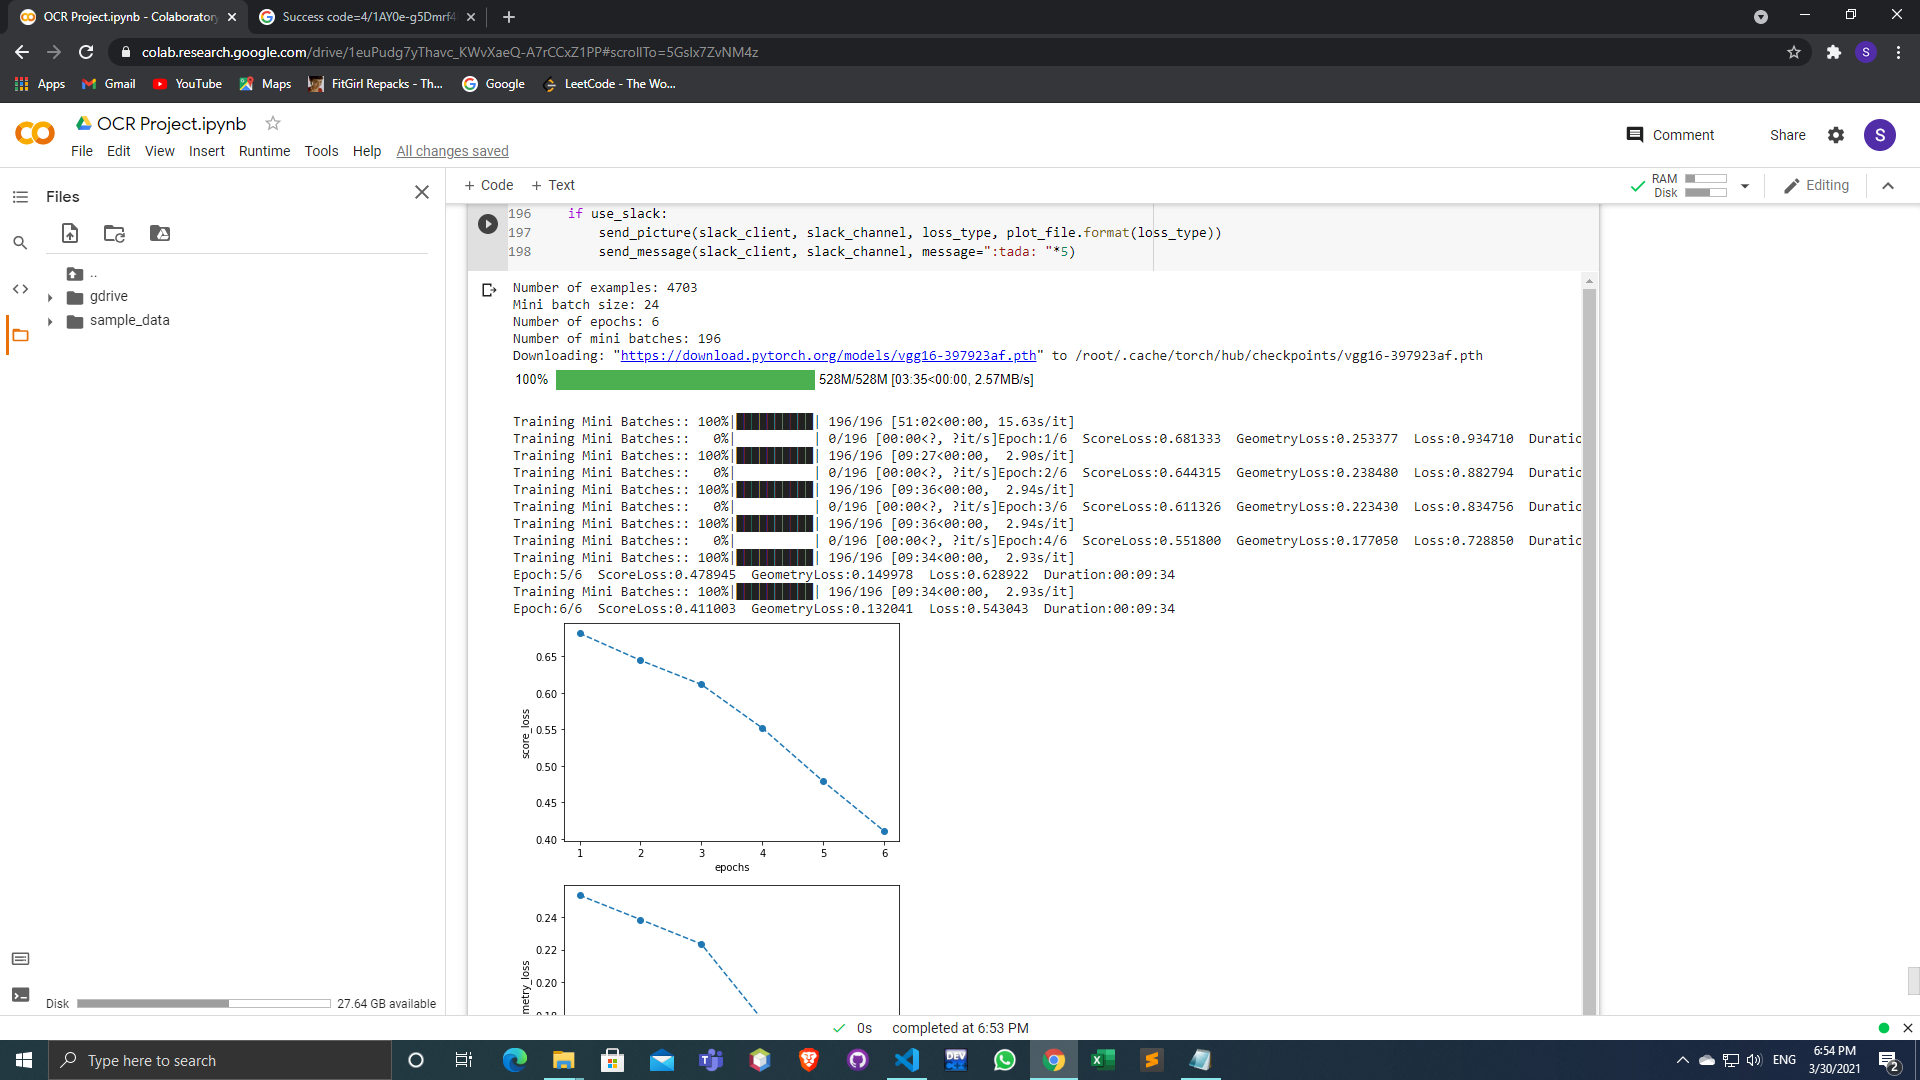 OCR Project.ipynb - Colaboratory
Success code=4/1AY0e-g5Dmrf4
colab.research.google.com/drive/1euPudg7yThavc_KWvXaeQ-A7rCCxZ1PP#scrollTo=5Gslx7ZvNM4z
S
Apps
Gmail
YouTube
Maps
FitGirl Repacks - Th...
Google
LeetCode - The Wo...
OCR Project.ipynb
File Edit View Insert Runtime Tools Help All changes saved
Comment
Share
S
Files
+ Code + Text
RAM
Disk
Editing
..
gdrive
sample_data
196 if use_slack:
197 send_picture(slack_client, slack_channel, loss_type, plot_file.format(loss_type))
198 send_message(slack_client, slack_channel, message=":tada: "*5)
Number of examples: 4703
Mini batch size: 24
Number of epochs: 6
Number of mini batches: 196
Downloading: "https://download.pytorch.org/models/vgg16-397923af.pth" to /root/.cache/torch/hub/checkpoints/vgg16-397923af.pth
100% 528M/528M [03:35<00:00, 2.57MB/s]
Training Mini Batches:: 100%| | 196/196 [51:02<00:00, 15.63s/it]
Training Mini Batches:: 0%| | 0/196 [00:00<?, ?it/s]Epoch:1/6 ScoreLoss:0.681333 GeometryLoss:0.253377 Loss:0.934710 Duratio
Training Mini Batches:: 100%| | 196/196 [09:27<00:00, 2.90s/it]
Training Mini Batches:: 0%| | 0/196 [00:00<?, ?it/s]Epoch:2/6 ScoreLoss:0.644315 GeometryLoss:0.238480 Loss:0.882794 Duratio
Training Mini Batches:: 100%| | 196/196 [09:36<00:00, 2.94s/it]
Training Mini Batches:: 0%| | 0/196 [00:00<?, ?it/s]Epoch:3/6 ScoreLoss:0.611326 GeometryLoss:0.223430 Loss:0.834756 Duratio
Training Mini Batches:: 100%| | 196/196 [09:36<00:00, 2.94s/it]
Training Mini Batches:: 0%| | 0/196 [00:00<?, ?it/s]Epoch:4/6 ScoreLoss:0.551800 GeometryLoss:0.177050 Loss:0.728850 Duratio
Training Mini Batches:: 100%| | 196/196 [09:34<00:00, 2.93s/it]
Epoch:5/6 ScoreLoss:0.478945 GeometryLoss:0.149978 Loss:0.628922 Duration:00:09:34
Training Mini Batches:: 100%| | 196/196 [09:34<00:00, 2.93s/it]
Epoch:6/6 ScoreLoss:0.411003 GeometryLoss:0.132041 Loss:0.543043 Duration:00:09:34
score_loss
0.65
0.60
0.55
0.50
0.45
0.40
1 2 3 4 5 6
epochs
metry_loss
0.24
0.22
0.20
0.18
Disk 27.64 GB available
0s completed at 6:53 PM
Type here to search
DEV
ENG
6:54 PM
3/30/2021
2